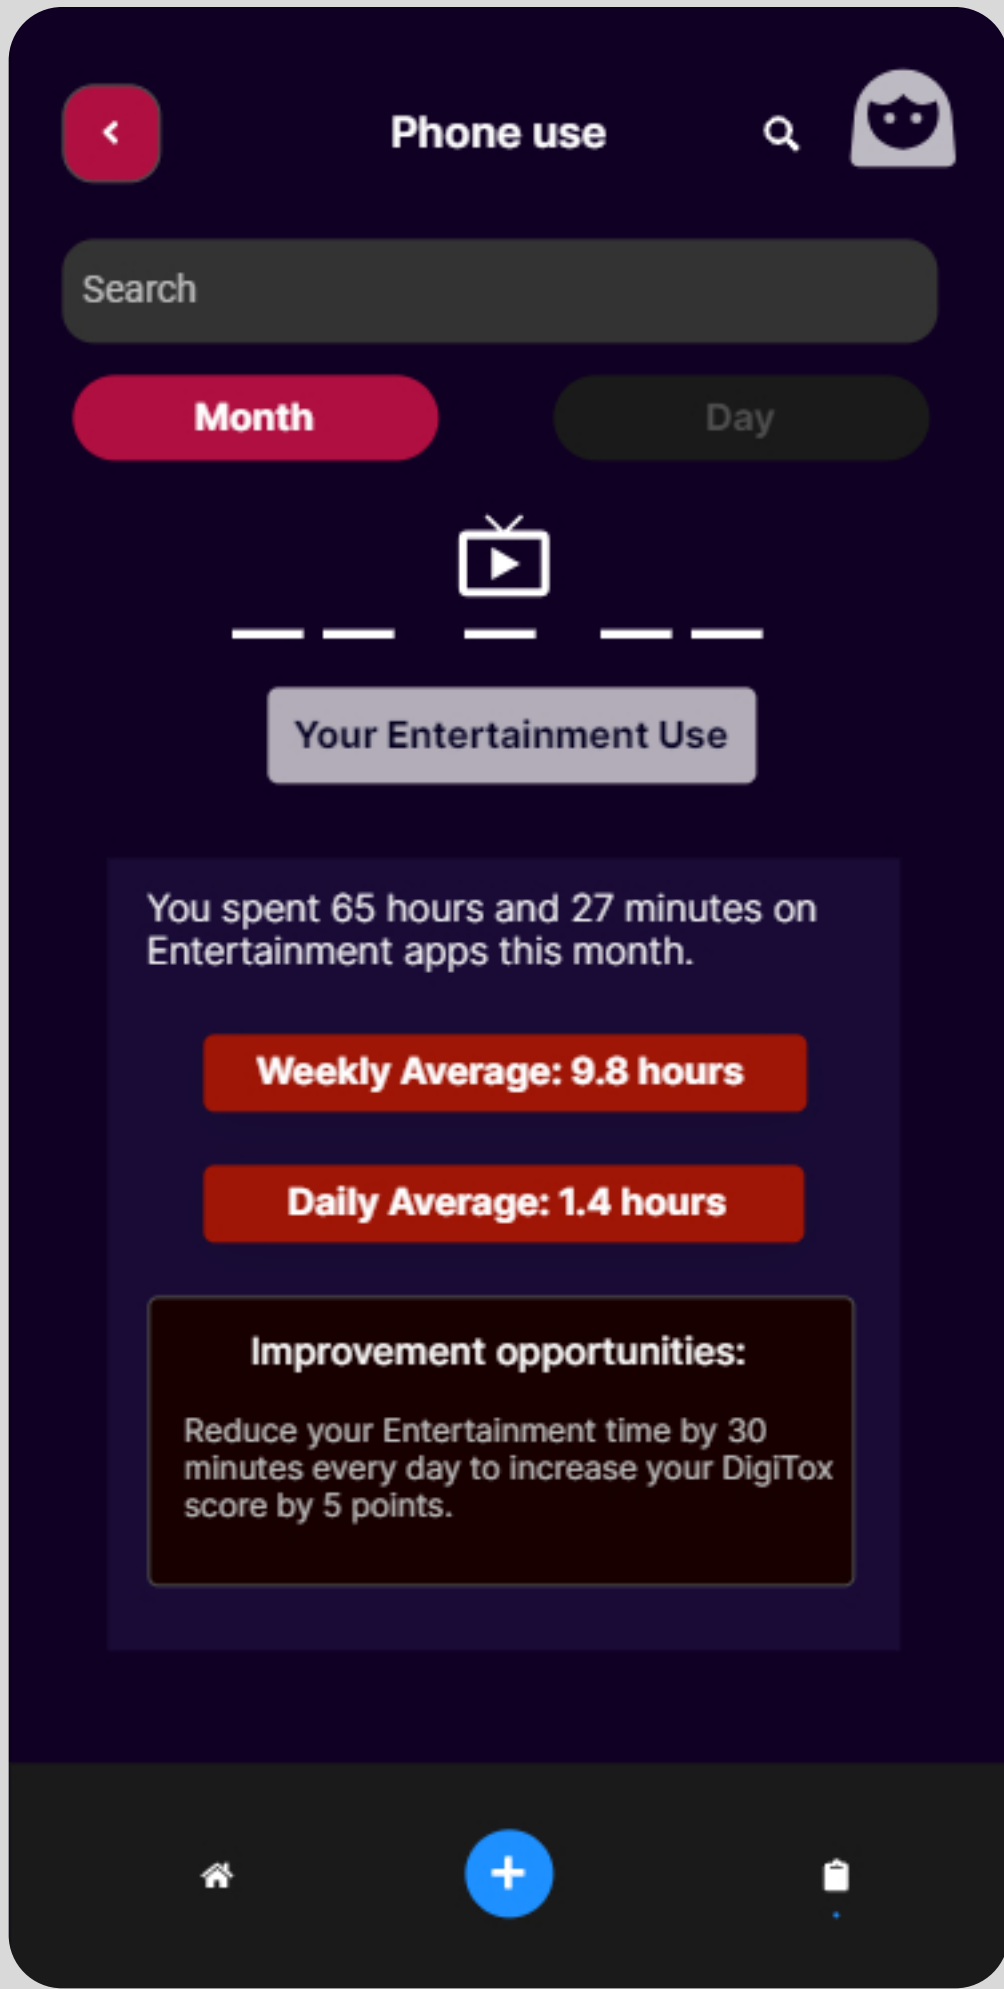 Phone use
Search
Month
Day
Your Entertainment Use
You spent 65 hours and 27 minutes on
Entertainment apps this month.
Weekly Average: 9.8 hours
Daily Average: 1.4 hours
Improvement opportunities:
Reduce your Entertainment time by 30
minutes every day to increase your DigiTox
score by 5 points.